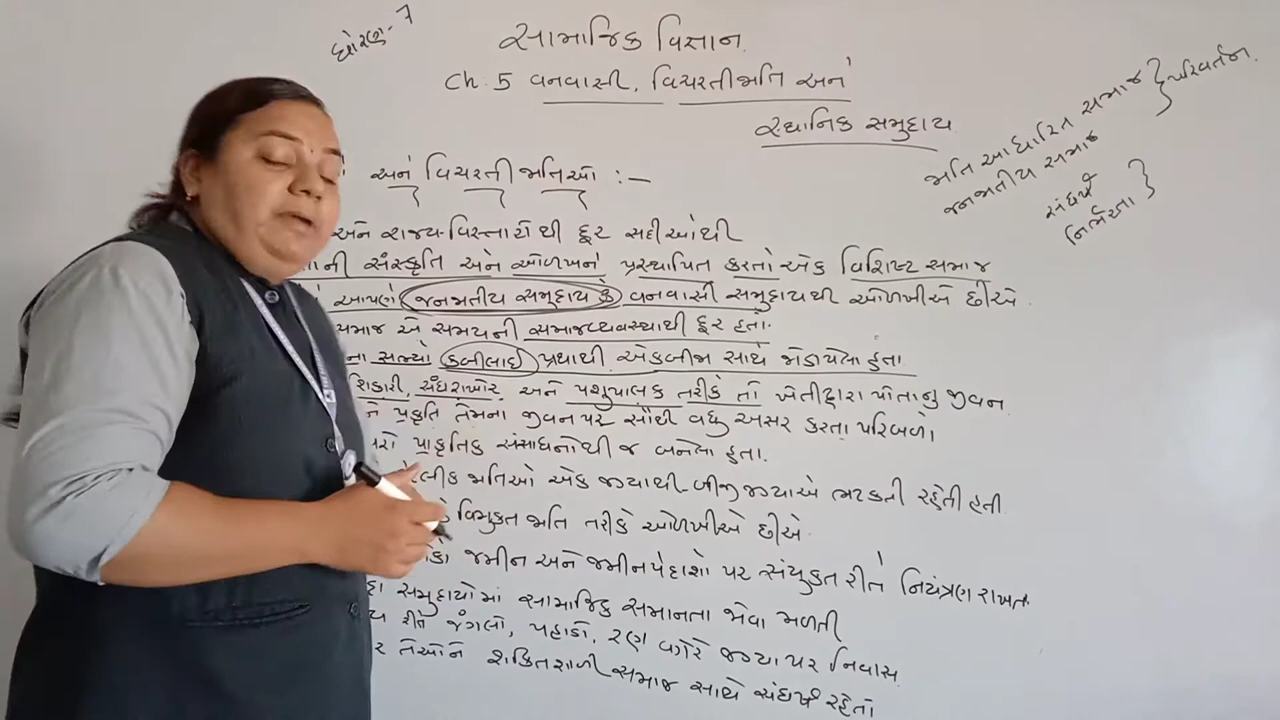 ધોરણ-7
સામાજિક વિજ્ઞાન
Ch. 5 વનવાસી, વિચરતીજાતિ અને
સ્થાનિક સમુદાય
અને વિચરતી જાતિઓ :–
અને રાજ્ય-વિસ્તારોથી દૂર સદીઓથી
ની સંસ્કૃતિ અને ઓળખને પ્રસ્થાપિત કરતો એક વિશિષ્ટ સમાજ
આપણે જનજાતીય સમુદાય કે વનવાસી સમુદાયથી ઓળખીએ છીએ.
સમાજ એ સમયની સમાજવ્યવસ્થાથી દૂર હતા.
ના સભ્યો કબીલાઈ પ્રથાથી એકબીજા સાથે જોડાયેલા હતા.
શિકારી, સંગ્રાહક અને પશુપાલક તરીકે તો ખેતીદ્વારા પોતાનુ જીવન
પ્રકૃતિ તેમના જીવનપર સૌથી વધુ અસર કરતા પરિબળો
પ્રાકૃતિક સંસાધનોથી જ બનેલા હતા.
જાતિઓ એક જગ્યાથી-બીજી જગ્યાએ ભટકતી રહેતી હતી
વિમુક્ત જાતિ તરીકે ઓળખીએ છીએ
જમીન અને જમીનપેદાશો પર સંયુક્ત રીતે નિયંત્રણ રાખત
સમુદાયોમાં સામાજિક સમાનતા જોવા મળતી
રીતે જંગલો, પહાડો, રણ વગેરે જગ્યા પર નિવાસ
તેઓને શક્તિશાળી સમાજ સાથે સંઘર્ષ રહેતો
જાતિ આધારિત સમાજ } પરિવર્તન
જનજાતીય સમાજ
સંઘર્ષ }
નિર્ભરતા